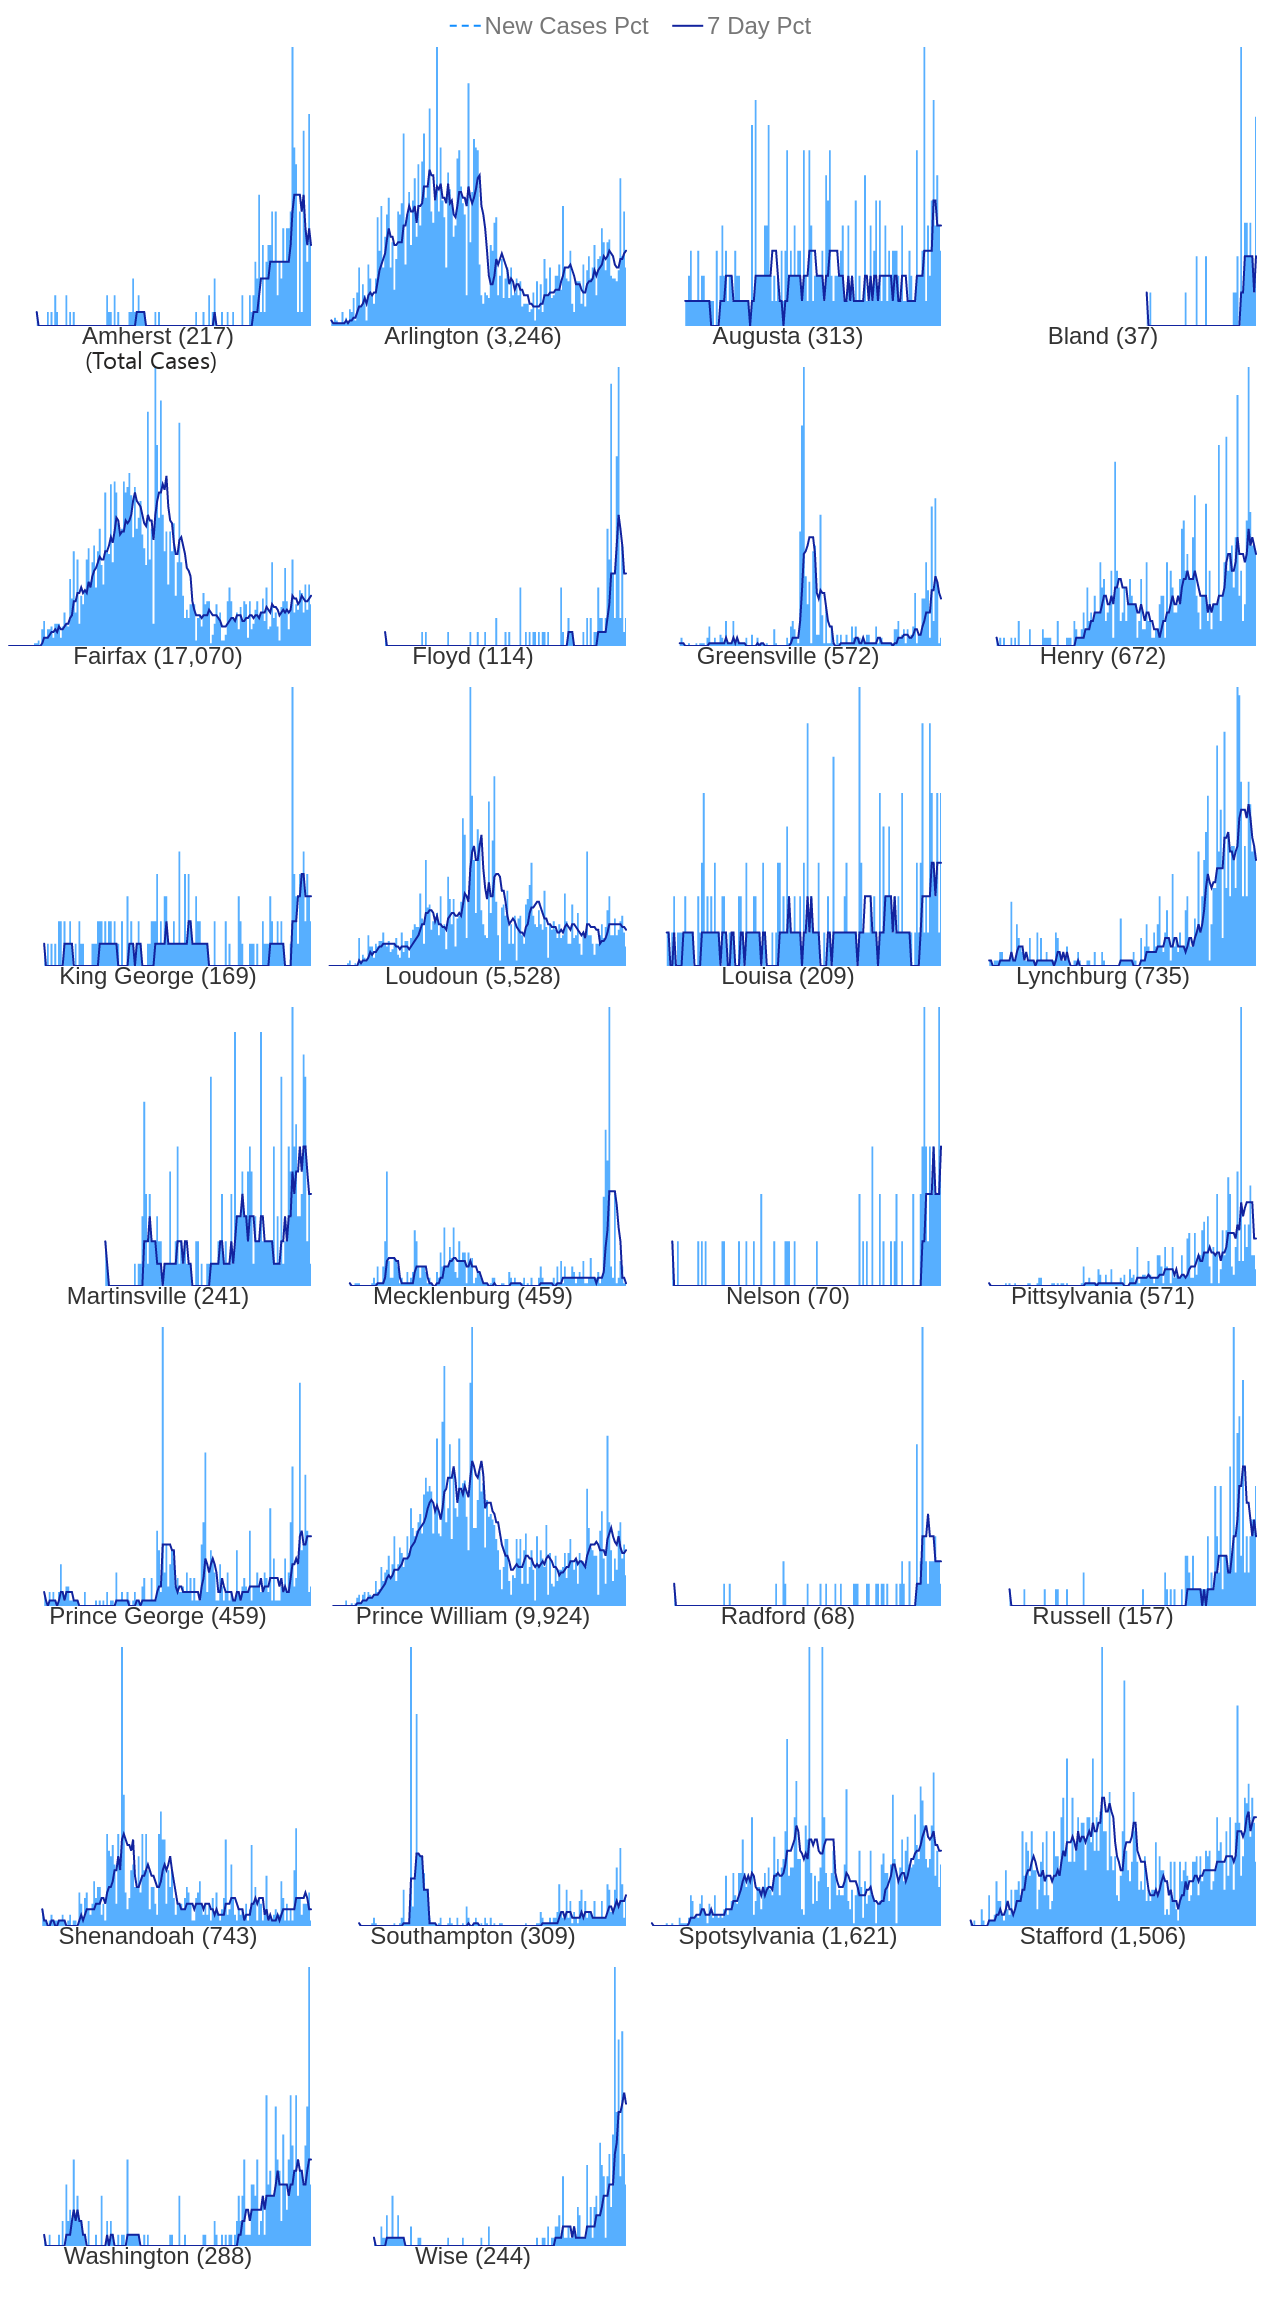 New Cases Pct 7 Day Pct
Amherst (217) Arlington (3,246) Augusta (313) Bland (37)
(Total Cases)
Fairfax (17,070) Floyd (114) Greensville (572) Henry (672)
King George (169) Loudoun (5,528) Louisa (209) Lynchburg (735)
Martinsville (241) Mecklenburg (459) Nelson (70) Pittsylvania (571)
Prince George (459) Prince William (9,924) Radford (68) Russell (157)
Shenandoah (743) Southampton (309) Spotsylvania (1,621) Stafford (1,506)
Washington (288) Wise (244)